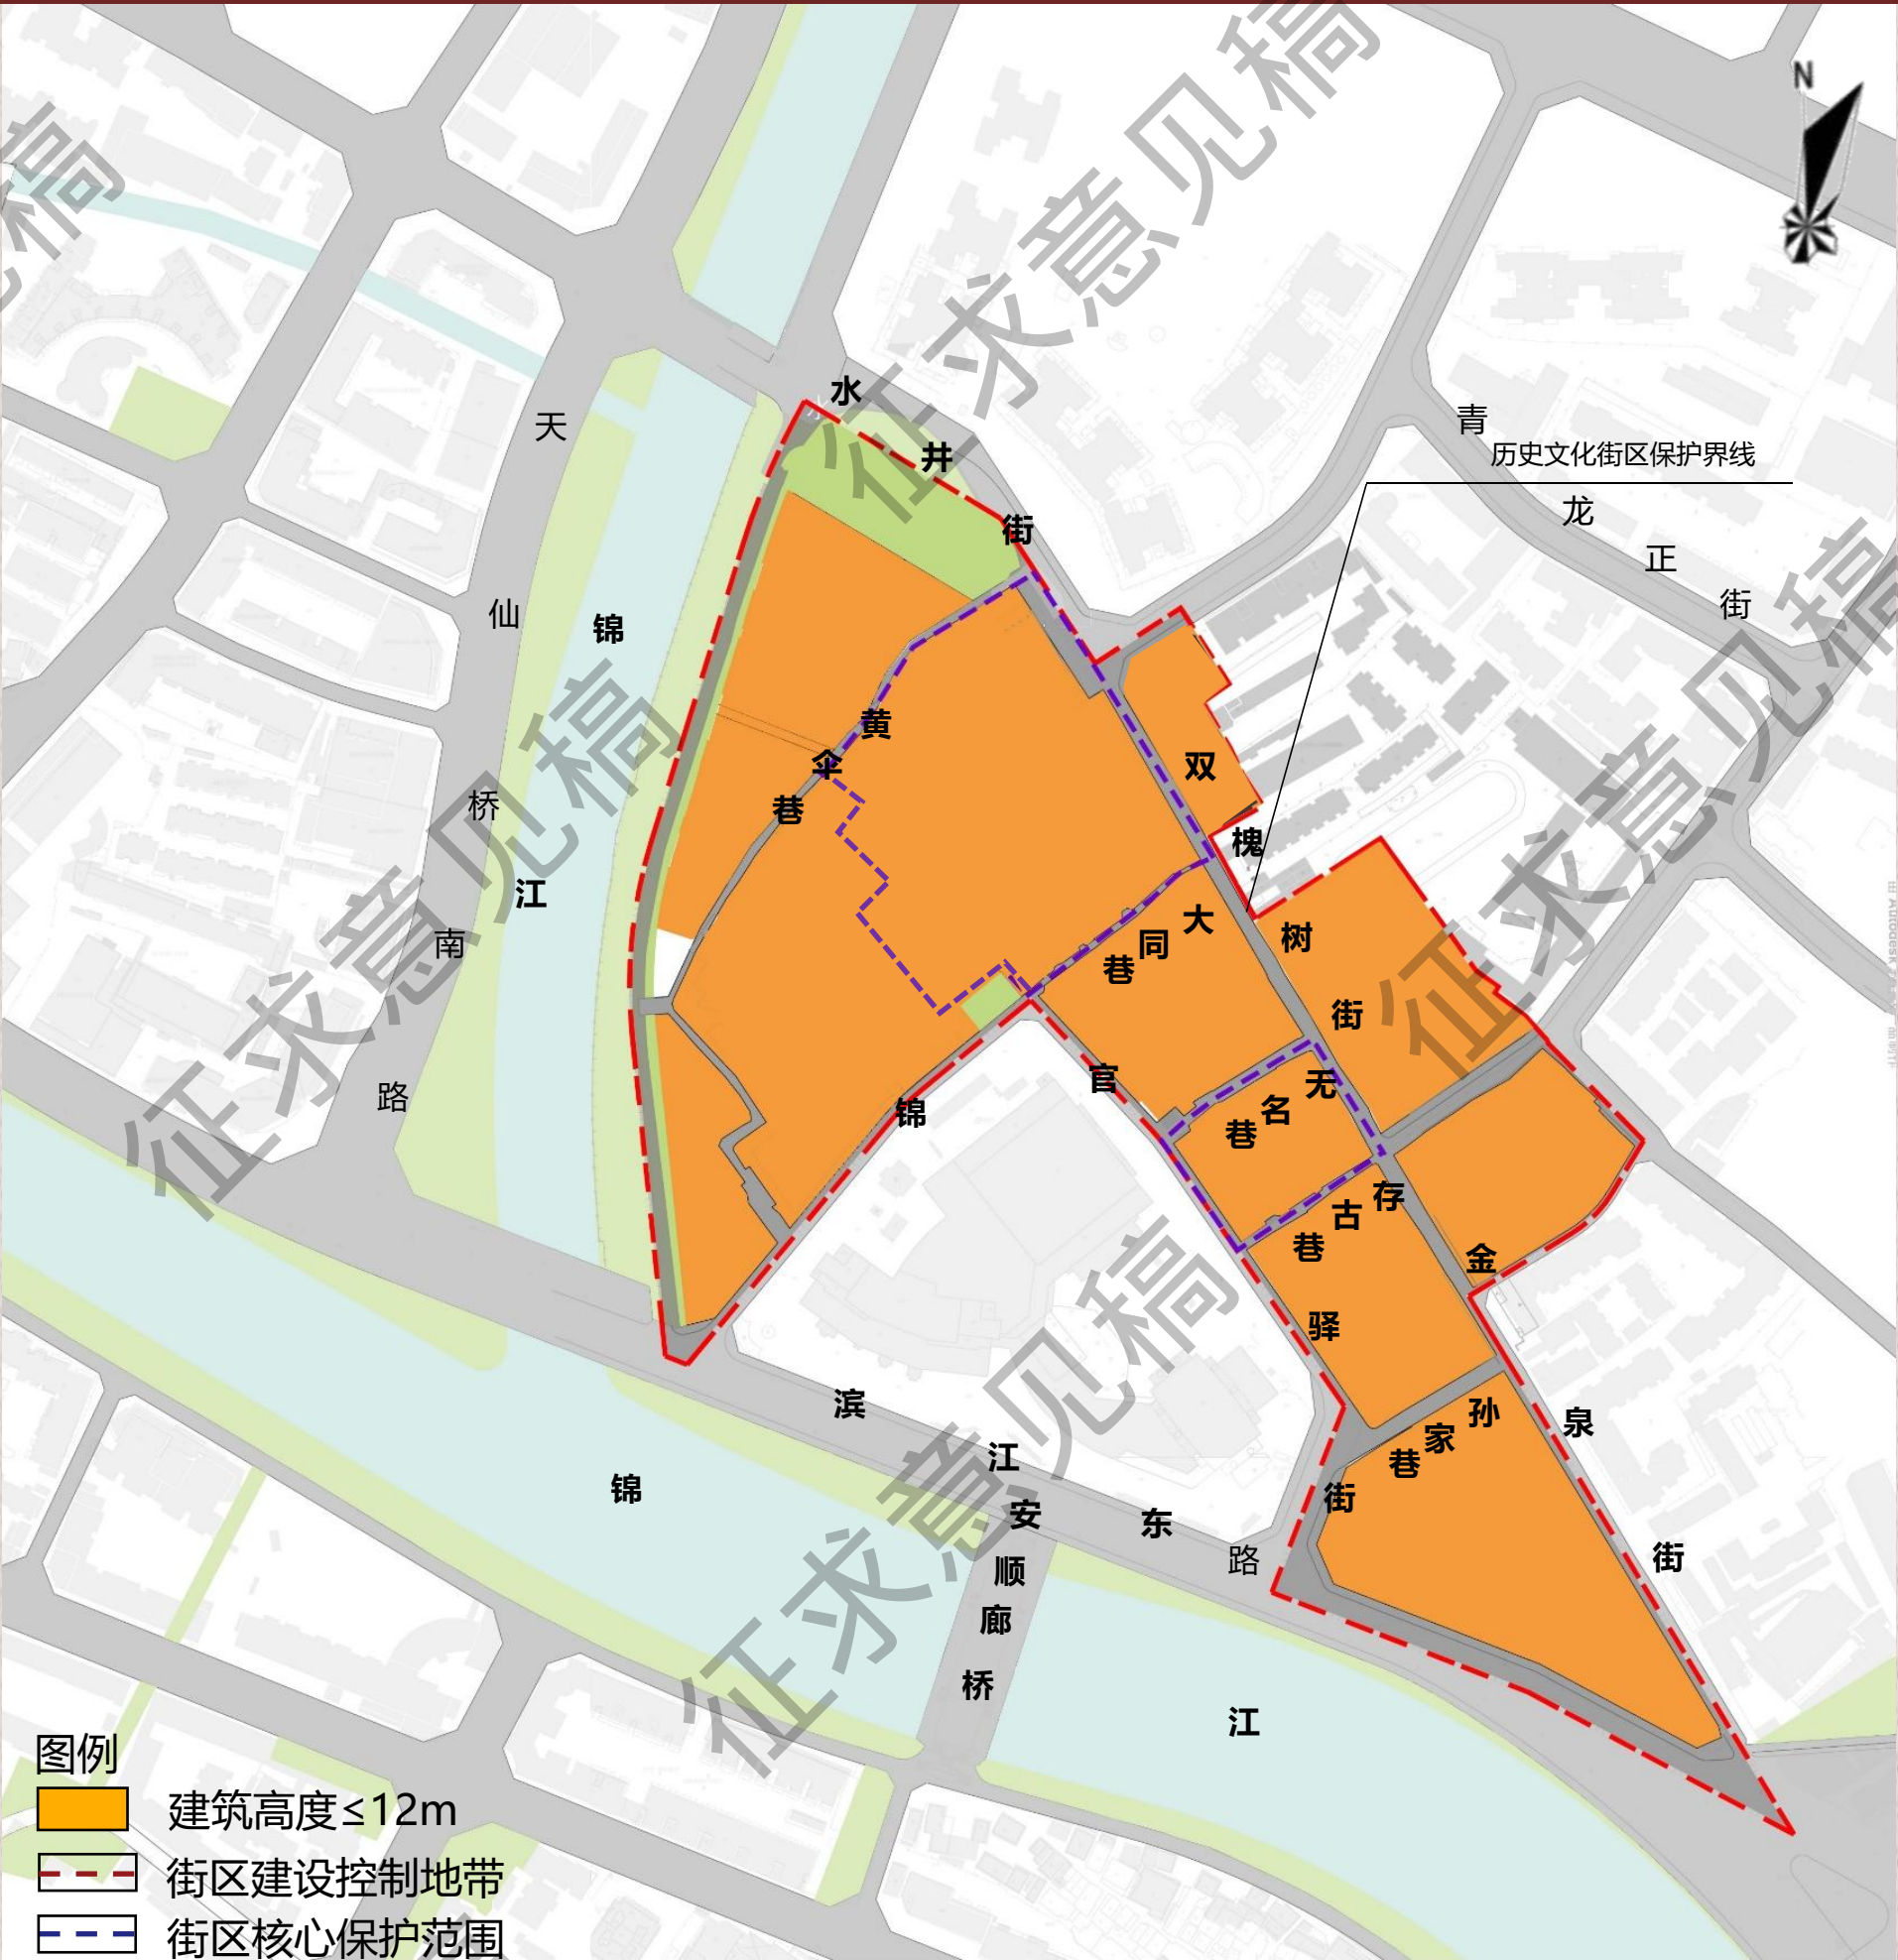 N
水井街
青龙正街
历史文化街区保护界线
天仙桥南路
锦江
黄伞巷
双槐树街
大同巷
无名巷
存古巷
锦官驿街
金泉街
孙家巷
滨江东路
安顺廊桥
锦江
图例
建筑高度≤12m
街区建设控制地带
街区核心保护范围
征求意见稿
征求意见稿
征求意见稿
征求意见稿
征求意见稿